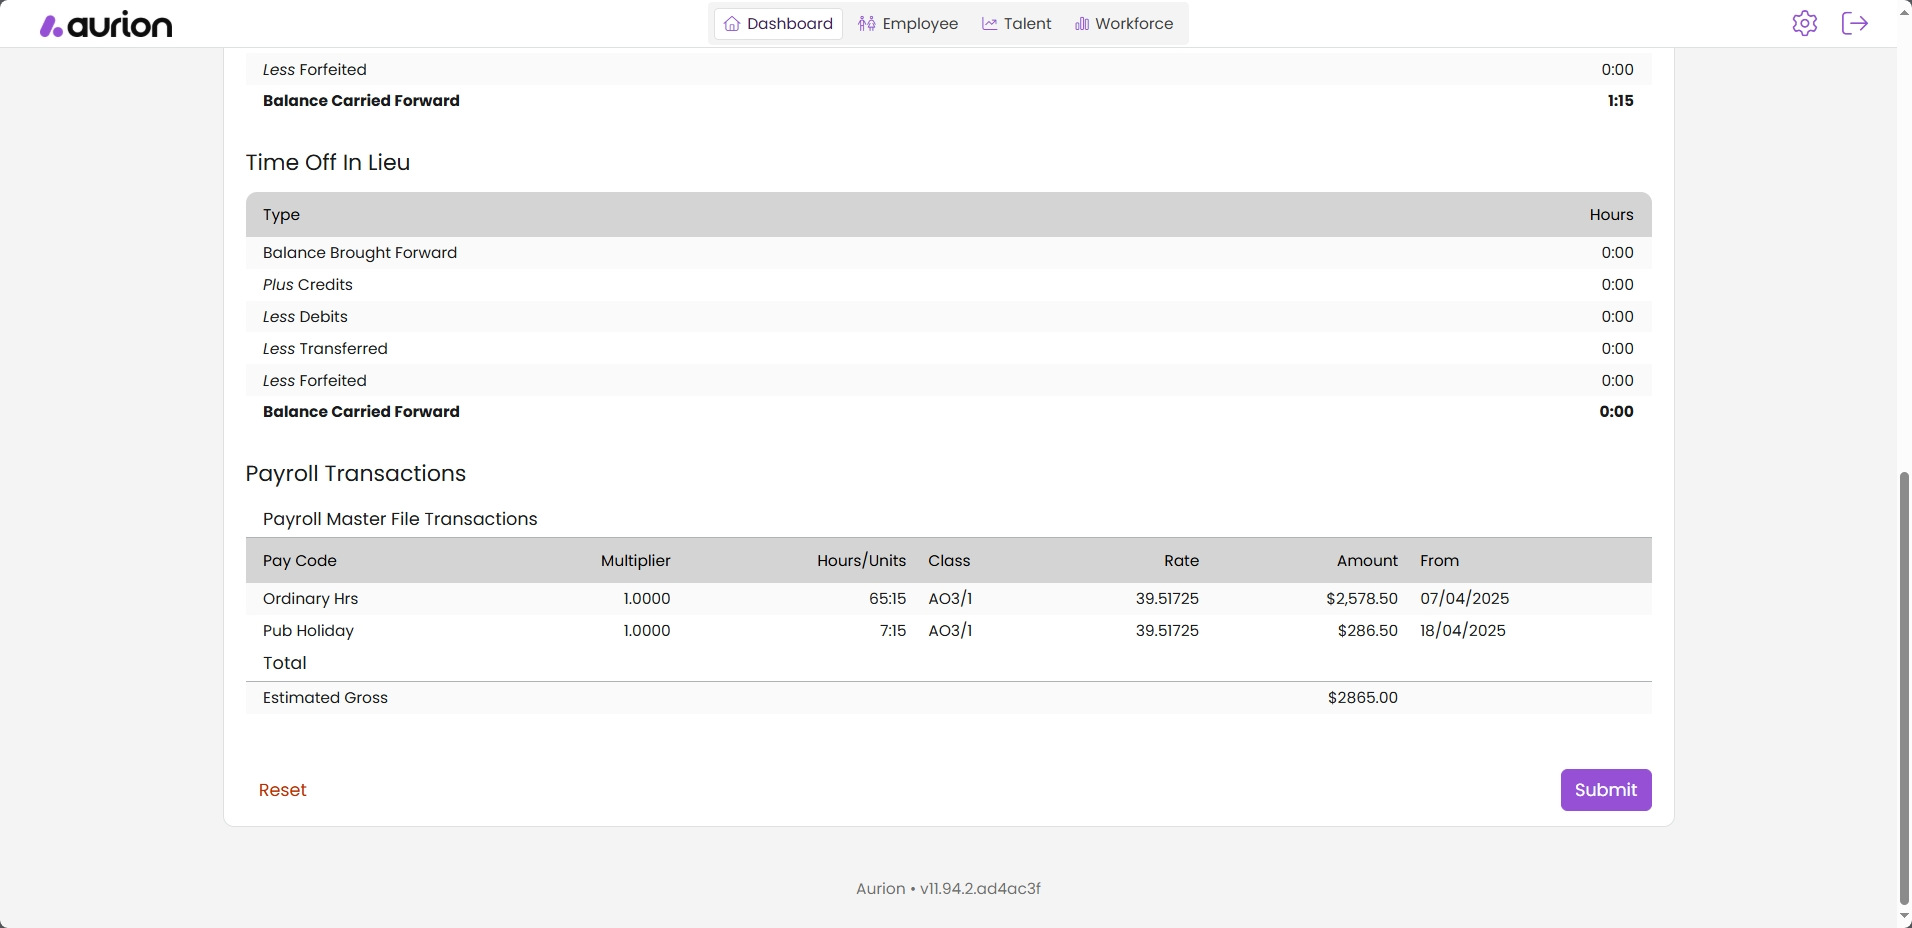 aurion
Dashboard Employee Talent Workforce
Less Forfeited 0:00
Balance Carried Forward 1:15
Time Off In Lieu
Type Hours
Balance Brought Forward 0:00
Plus Credits 0:00
Less Debits 0:00
Less Transferred 0:00
Less Forfeited 0:00
Balance Carried Forward 0:00
Payroll Transactions
Payroll Master File Transactions
Pay Code Multiplier Hours/Units Class Rate Amount From
Ordinary Hrs 1.0000 65:15 AO3/1 39.51725 $2,578.50 07/04/2025
Pub Holiday 1.0000 7:15 AO3/1 39.51725 $286.50 18/04/2025
Total
Estimated Gross $2865.00
Reset Submit
Aurion • v11.94.2.ad4ac3f